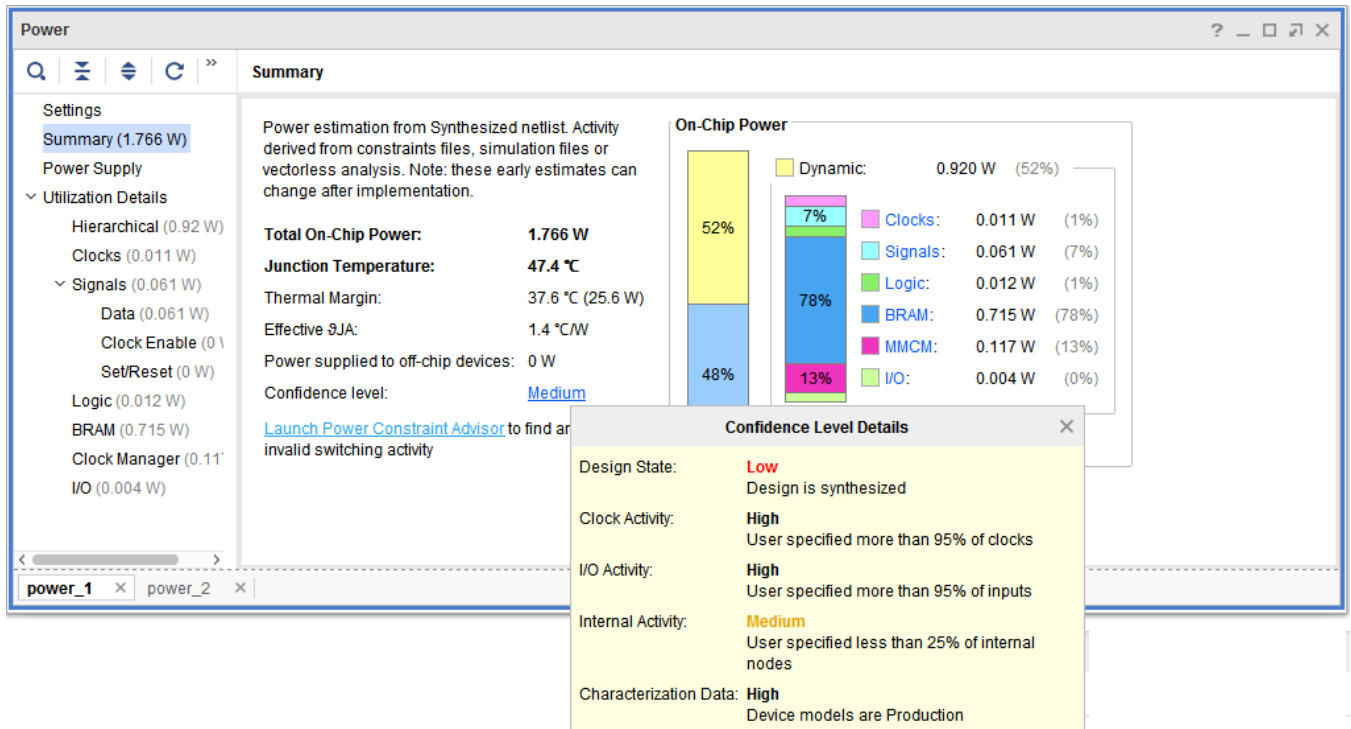 Power
? 
» Summary
Settings
Summary (1.766 W)
Power Supply
Utilization Details
Hierarchical (0.92 W)
Clocks (0.011 W)
Signals (0.061 W)
Data (0.061 W)
Clock Enable (0
Set/Reset (0 W)
Logic (0.012 W)
BRAM (0.715 W)
Clock Manager (0.11
I/O (0.004 W)
Power estimation from Synthesized netlist. Activity
derived from constraints files, simulation files or
vectorless analysis. Note: these early estimates can
change after implementation.
Total On-Chip Power: 1.766 W
Junction Temperature: 47.4 °C
Thermal Margin: 37.6 °C (25.6 W)
Effective ϑJA: 1.4 °C/W
Power supplied to off-chip devices: 0 W
Confidence level: Medium
Launch Power Constraint Advisor to find
invalid switching activity
On-Chip Power
52%
48%
Dynamic: 0.920 W (52%)
7%
78%
13%
Clocks: 0.011 W (1%)
Signals: 0.061 W (7%)
Logic: 0.012 W (1%)
BRAM: 0.715 W (78%)
MMCM: 0.117 W (13%)
I/O: 0.004 W (0%)
Confidence Level Details
Design State: Low
Design is synthesized
Clock Activity: High
User specified more than 95% of clocks
I/O Activity: High
User specified more than 95% of inputs
Internal Activity: Medium
User specified less than 25% of internal
nodes
Characterization Data: High
Device models are Production
power_1
power_2